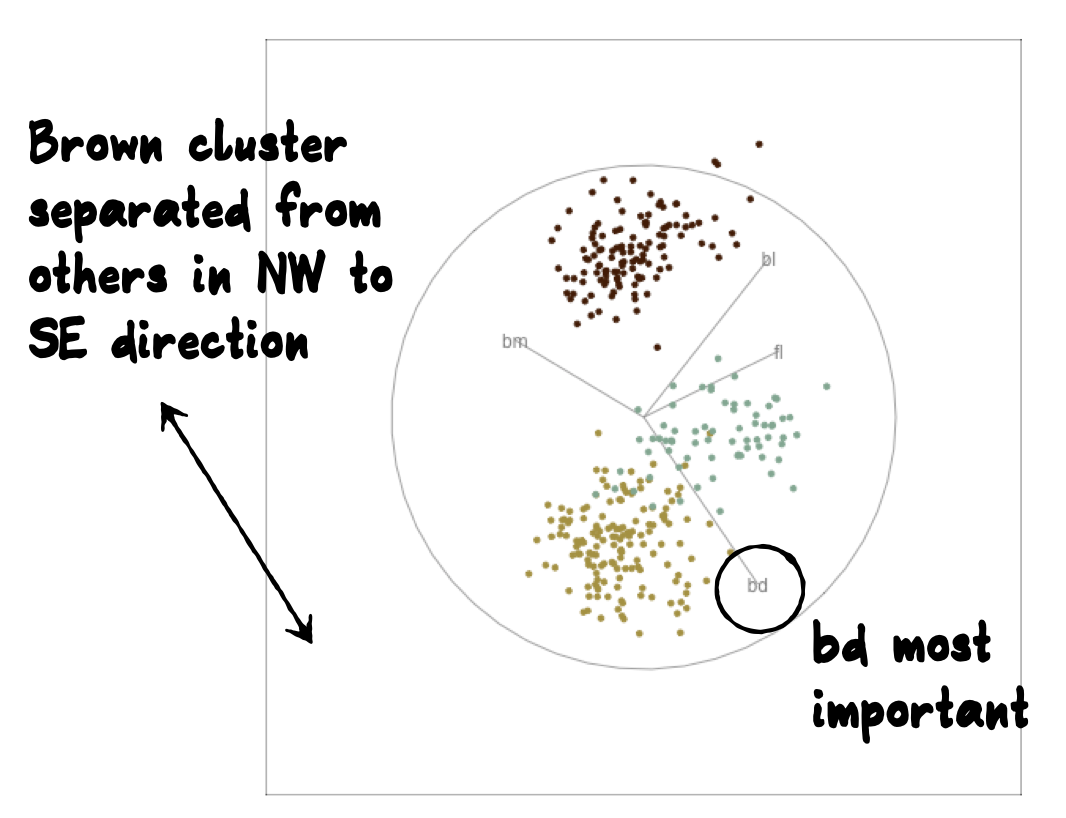 Brown cluster
separated from
others in NW to
SE direction
bl
bm
fl
bd
bd most
important